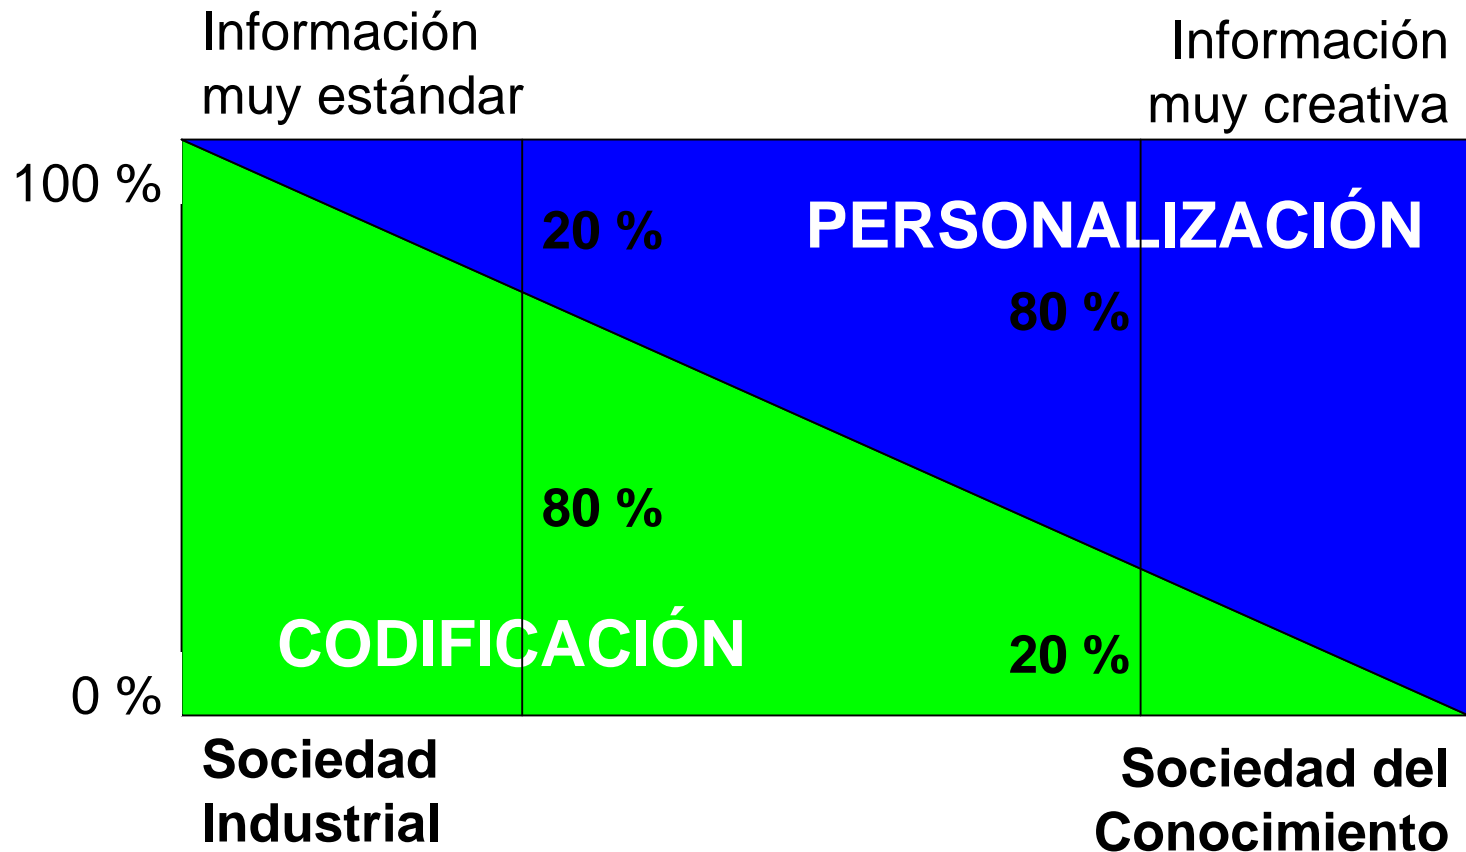 Información
muy estándar
Información
muy creativa
100 %
20 %
PERSONALIZACIÓN
80 %
80 %
CODIFICACIÓN
20 %
0 %
Sociedad
Industrial
Sociedad del
Conocimiento